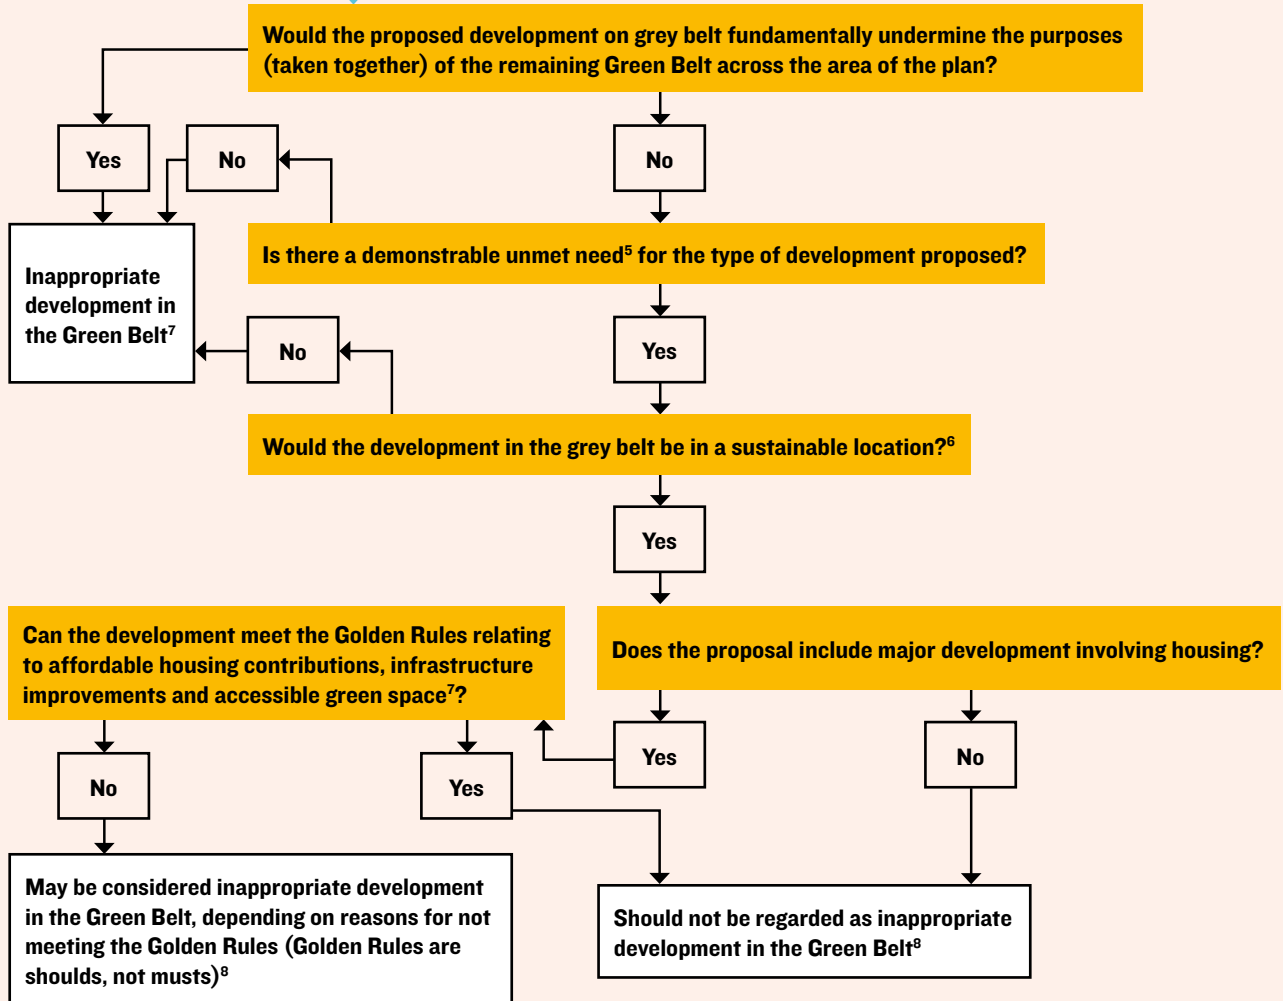 Would the proposed development on grey belt fundamentally undermine the purposes
(taken together) of the remaining Green Belt across the area of the plan?
Yes
No
No
Is there a demonstrable unmet need⁵ for the type of development proposed?
Inappropriate
development in
the Green Belt⁷
No
Yes
Would the development in the grey belt be in a sustainable location?⁶
Yes
Can the development meet the Golden Rules relating
to affordable housing contributions, infrastructure
improvements and accessible green space⁷?
Does the proposal include major development involving housing?
Yes
No
No
Yes
May be considered inappropriate development
in the Green Belt, depending on reasons for not
meeting the Golden Rules (Golden Rules are
shoulds, not musts)⁸
Should not be regarded as inappropriate
development in the Green Belt⁸